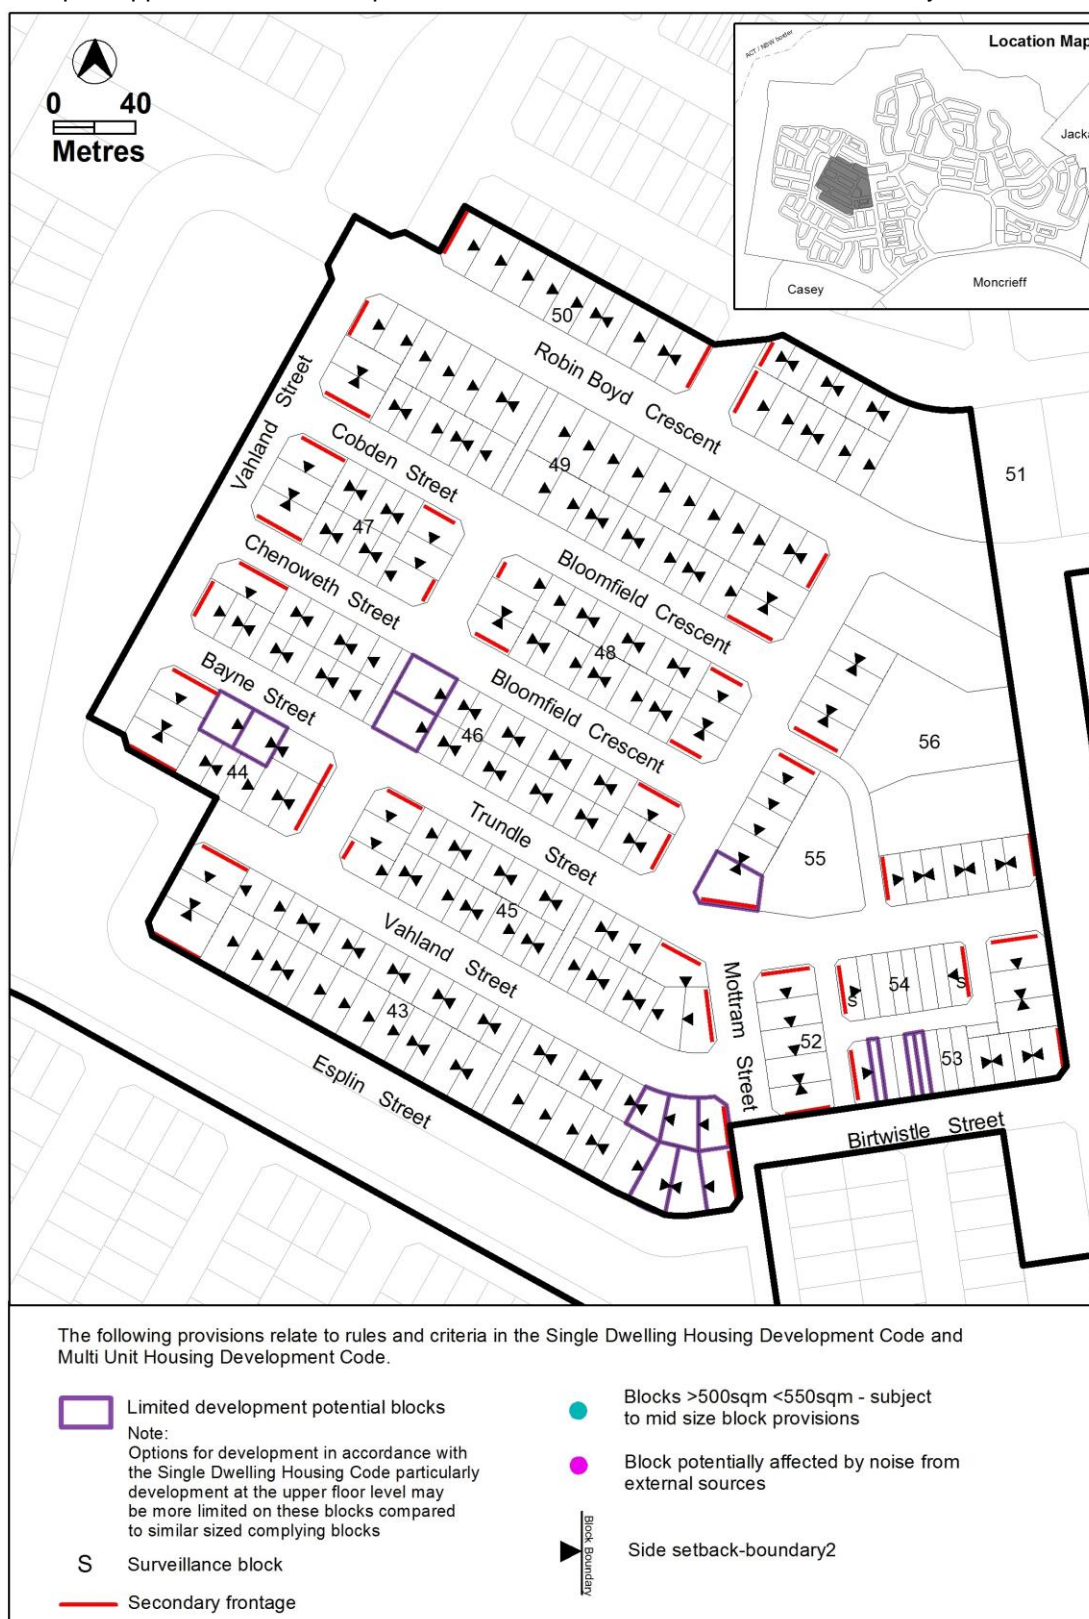 Location Map
ACT / NSW border
Jacka
Casey
Moncrieff
0 40
Metres
50
Robin Boyd Crescent
51
Vahland Street
Cobden Street
49
47
Bloomfield Crescent
Chenoweth Street
48
Bloomfield Crescent
Bayne Street
46
56
44
Trundle Street
55
45
Vahland Street
Mottram Street
S
S
54
43
52
53
Esplin Street
Birtwistle Street
The following provisions relate to rules and criteria in the Single Dwelling Housing Development Code and
Multi Unit Housing Development Code.
Limited development potential blocks
Note:
Options for development in accordance with
the Single Dwelling Housing Code particularly
development at the upper floor level may
be more limited on these blocks compared
to similar sized complying blocks
S Surveillance block
Secondary frontage
Blocks >500sqm <550sqm - subject
to mid size block provisions
Block potentially affected by noise from
external sources
Block Boundary
Side setback-boundary2